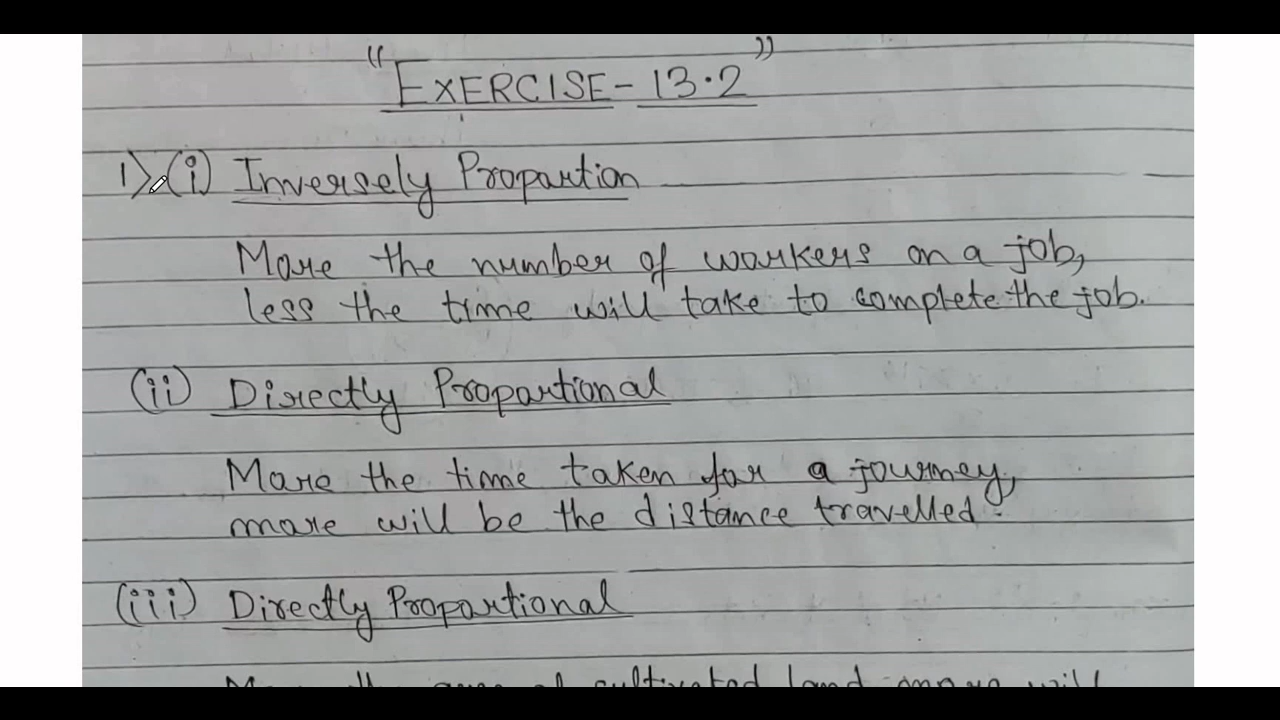 "EXERCISE - 13.2"
1) (i) Inversely Proportion
More the number of workers on a job,
less the time will take to complete the job.
(ii) Directly Proportional
More the time taken for a journey,
more will be the distance travelled.
(iii) Directly Proportional
cultivated land